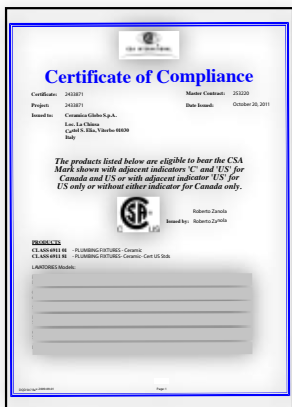 CSA INTERNATIONAL
Certificate of Compliance
Certificate: 2433871 Master Contract: 253220
Project: 2433871 Date Issued: October 20, 2011
Issued to: Ceramica Globo S.p.A.
Loc. La Chiusa
Castel S. Elia, Viterbo 01030
Italy
The products listed below are eligible to bear the CSA
Mark shown with adjacent indicators 'C' and 'US' for
Canada and US or with adjacent indicator 'US' for
US only or without either indicator for Canada only.
C US
Roberto Zanola
Issued by: Roberto Zanola
PRODUCTS
CLASS 6911 01 - PLUMBING FIXTURES - Ceramic
CLASS 6911 81 - PLUMBING FIXTURES- Ceramic- Cert US Stds
LAVATORIES Models:
Page: 1